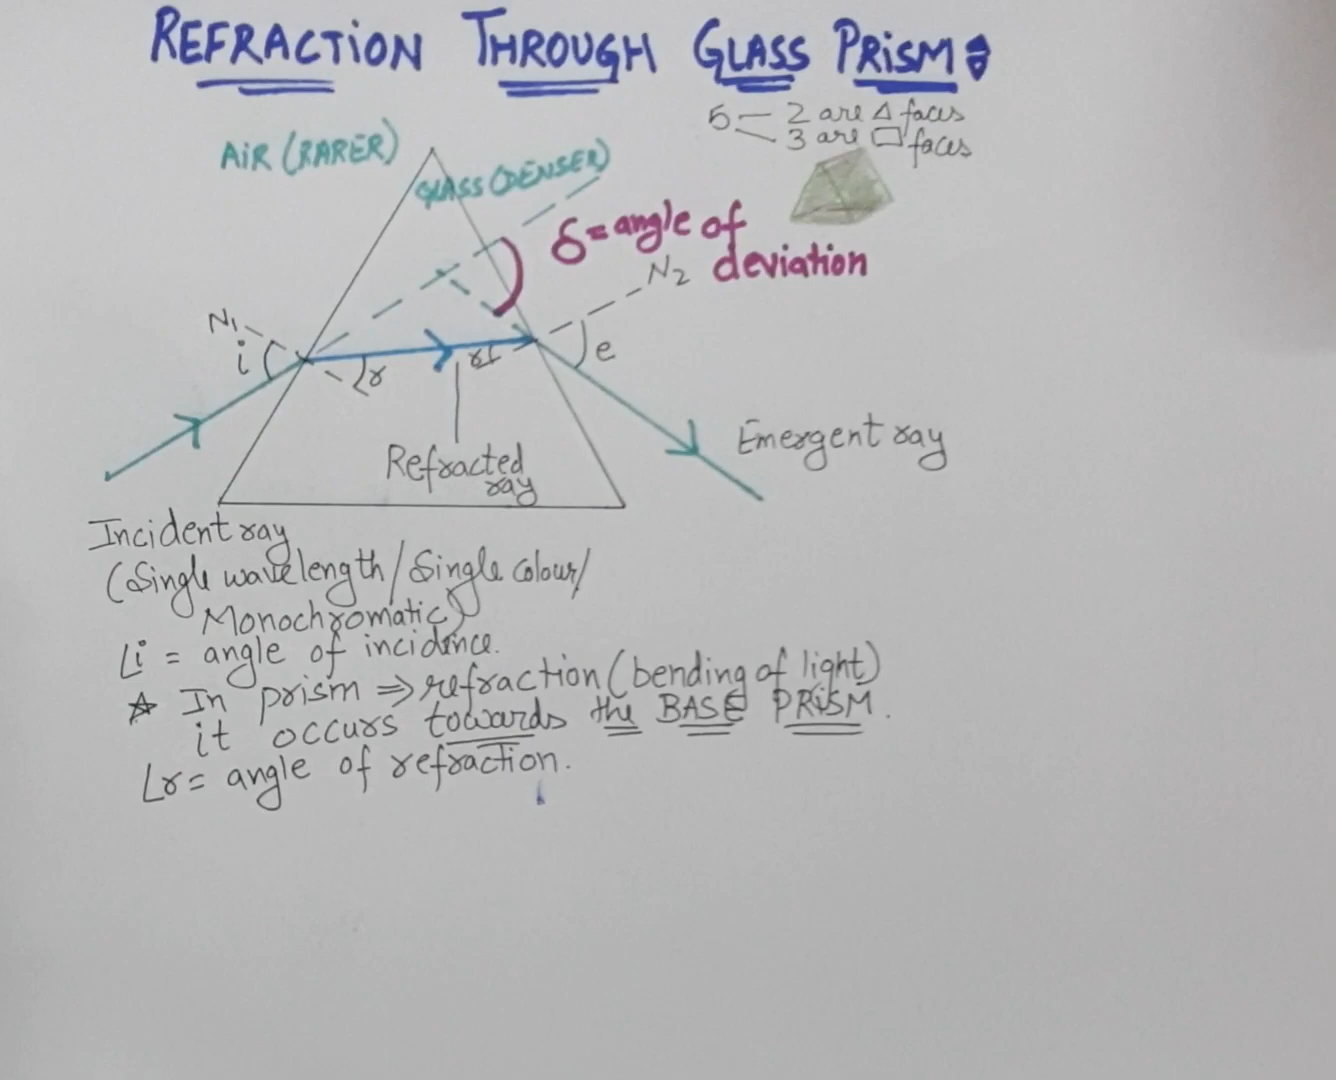 REFRACTION THROUGH GLASS PRISM:
5 — 2 are △ faces
3 are □ faces
AIR (RARER)
GLASS (DENSER)
δ = angle of
deviation
N₁
N₂
i
r
r₁
e
Refracted
ray
Emergent ray
Incident ray
(Single wavelength/Single colour/
Monochromatic)
∠i = angle of incidence.
☆ In prism ⇒ refraction (bending of light)
it occurs towards the BASE PRISM.
∠r = angle of refraction.